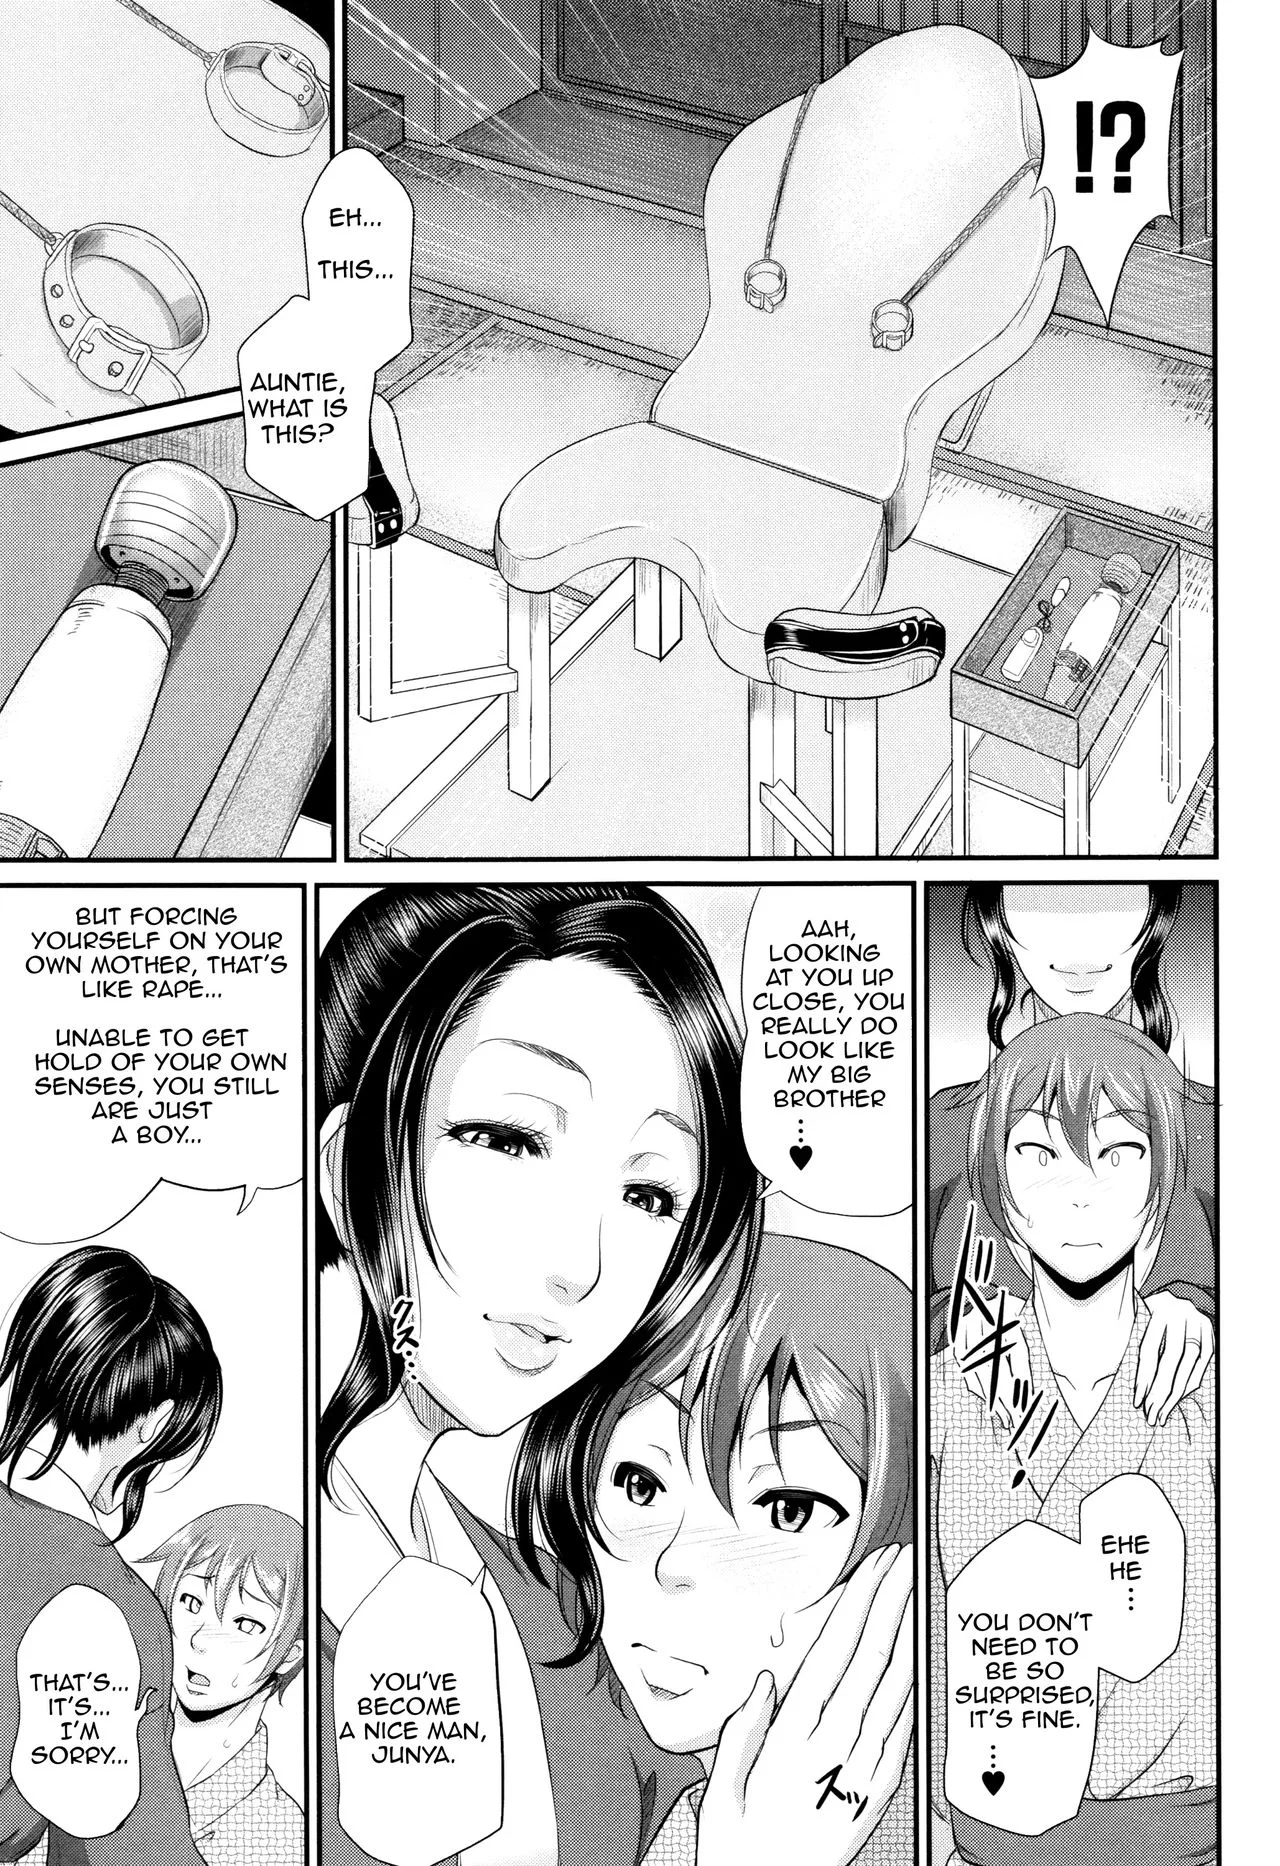 !?
EH...
THIS...
AUNTIE,
WHAT IS
THIS?
ドキッ!
EHE
HE
...
YOU DON'T
NEED TO
BE SO
SURPRISED,
IT'S FINE.
...
♥
AAH,
LOOKING
AT YOU UP
CLOSE, YOU
REALLY DO
LOOK LIKE
MY BIG
BROTHER
...
♥
クス...
YOU'VE
BECOME
A NICE MAN,
JUNYA.
ズッ
BUT FORCING
YOURSELF ON YOUR
OWN MOTHER, THAT'S
LIKE RAPE...
UNABLE TO GET
HOLD OF YOUR OWN
SENSES, YOU STILL
ARE JUST
A BOY...
THAT'S...
IT'S...
I'M
SORRY...